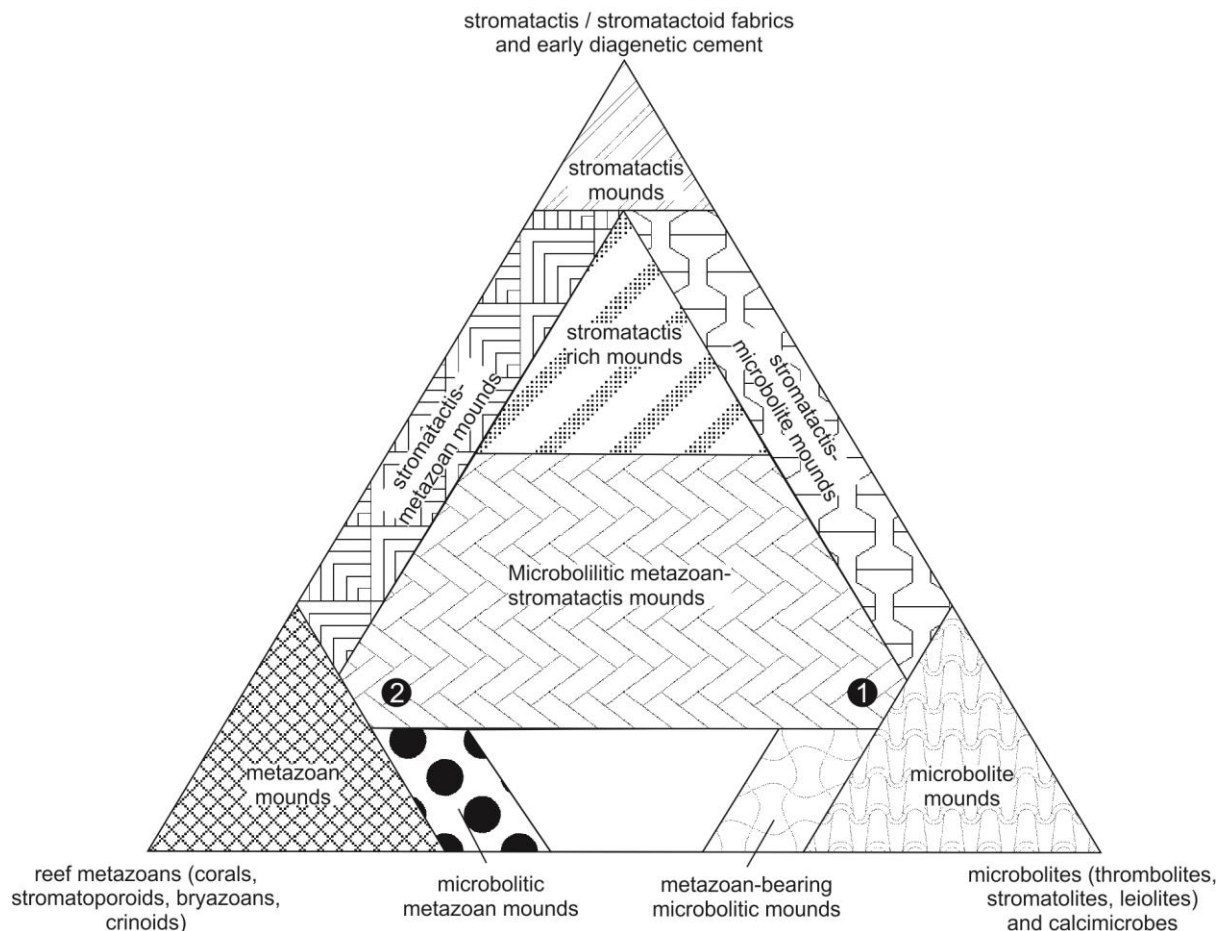 stromatactis / stromatactoid fabrics
and early diagenetic cement
stromatactis
mounds
stromatactis
rich mounds
stromatactis-
metazoan mounds
stromatactis-
microbolite mounds
Microbolilitic metazoan-
stromatactis mounds
2
1
metazoan
mounds
microbolite
mounds
reef metazoans (corals,
stromatoporoids, bryazoans,
crinoids)
microbolitic
metazoan mounds
metazoan-bearing
microbolitic mounds
microbolites (thrombolites,
stromatolites, leiolites)
and calcimicrobes